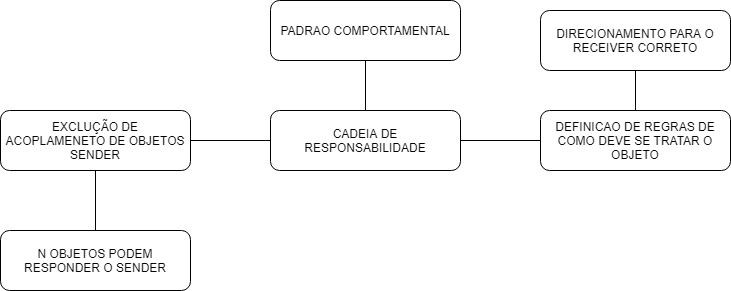 PADRAO COMPORTAMENTAL
DIRECIONAMENTO PARA O
RECEIVER CORRETO
EXCLUÇÃO DE
ACOPLAMENETO DE OBJETOS
SENDER
CADEIA DE
RESPONSABILIDADE
DEFINICAO DE REGRAS DE
COMO DEVE SE TRATAR O
OBJETO
N OBJETOS PODEM
RESPONDER O SENDER